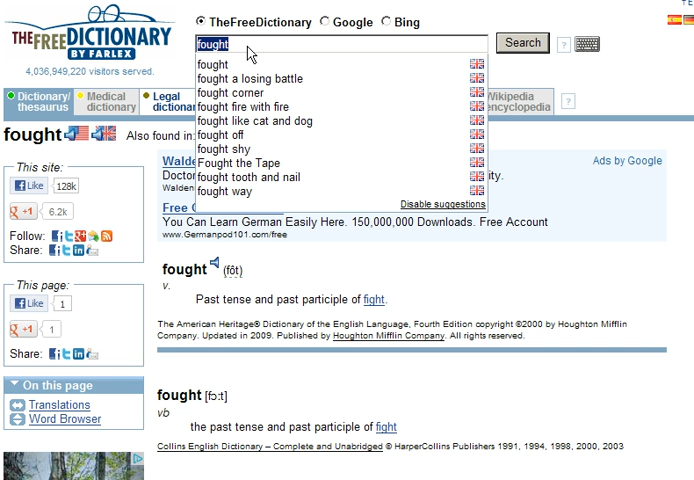 TheFreeDictionary Google Bing
THE FREE DICTIONARY
BY FARLEX
fought
Search
?
4,036,949,220 visitors served.
fought
fought a losing battle
fought corner
fought fire with fire
fought like cat and dog
fought off
fought shy
Fought the Tape
fought tooth and nail
fought way
Disable suggestions
Dictionary/
thesaurus
Medical
dictionary
Legal
Wikipedia
encyclopedia
?
fought
Also found in:
This site:
Like 128k
+1 6.2k
Follow:
Share:
Ads by Google
You Can Learn German Easily Here. 150,000,000 Downloads. Free Account
www.Germanpod101.com/free
This page:
Like 1
+1 1
Share:
On this page
Translations
Word Browser
fought (fôt)
v.
Past tense and past participle of fight.
The American Heritage® Dictionary of the English Language, Fourth Edition copyright ©2000 by Houghton Mifflin
Company. Updated in 2009. Published by Houghton Mifflin Company. All rights reserved.
fought [fɔːt]
vb
the past tense and past participle of fight
Collins English Dictionary – Complete and Unabridged © HarperCollins Publishers 1991, 1994, 1998, 2000, 2003